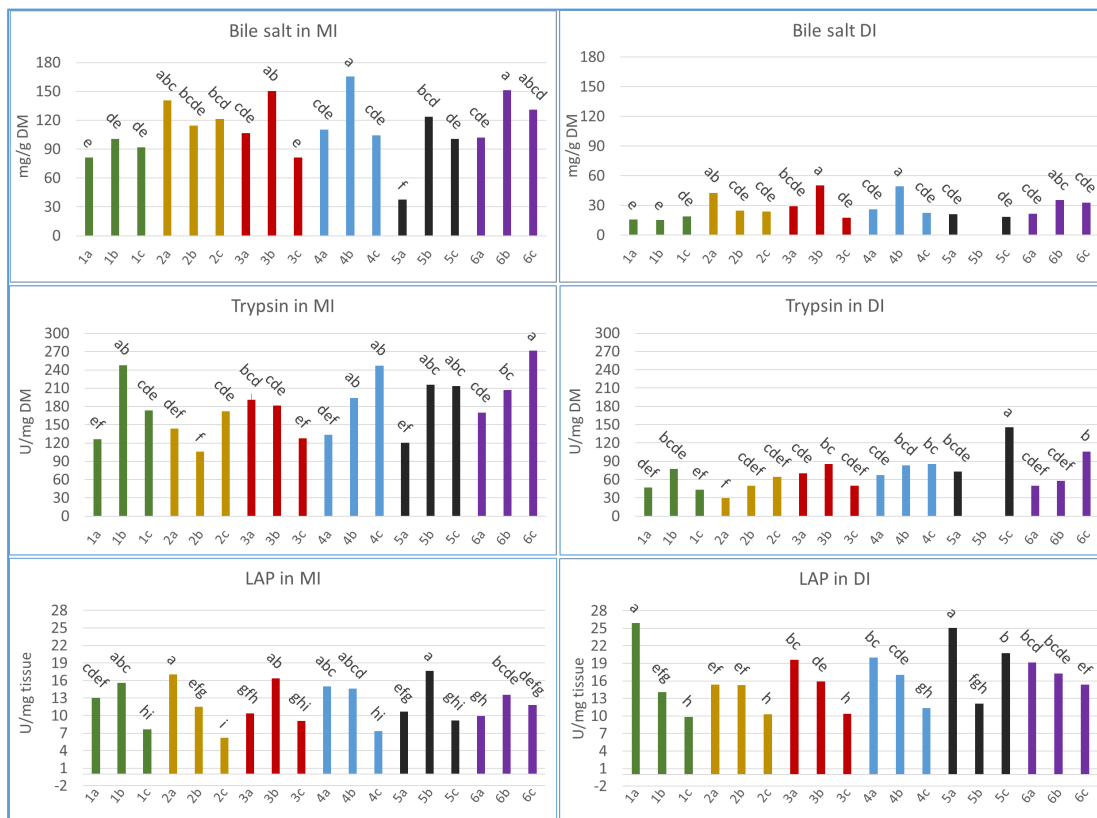 Bile salt in MI
mg/g DM
180
150
120
90
60
30
0
e
de
de
abc
bcde
bcd
cde
ab
e
cde
a
cde
f
bcd
de
cde
a
abcd
1a 1b 1c 2a 2b 2c 3a 3b 3c 4a 4b 4c 5a 5b 5c 6a 6b 6c
Bile salt DI
mg/g DM
180
150
120
90
60
30
0
e
e
de
ab
cde
cde
bcde
a
de
cde
a
cde
cde
de
cde
abc
cde
1a 1b 1c 2a 2b 2c 3a 3b 3c 4a 4b 4c 5a 5b 5c 6a 6b 6c
Trypsin in MI
U/mg DM
300
270
240
210
180
150
120
90
60
30
0
ef
ab
cde
def
f
cde
bcd
cde
ef
def
ab
ab
ef
abc
abc
cde
bc
a
1a 1b 1c 2a 2b 2c 3a 3b 3c 4a 4b 4c 5a 5b 5c 6a 6b 6c
Trypsin in DI
U/mg DM
300
270
240
210
180
150
120
90
60
30
0
def
bcde
ef
f
cdef
cdef
cde
bc
cdef
cde
bcd
bc
bcde
a
cdef
cdef
b
1a 1b 1c 2a 2b 2c 3a 3b 3c 4a 4b 4c 5a 5b 5c 6a 6b 6c
LAP in MI
U/mg tissue
28
25
22
19
16
13
10
7
4
1
-2
cdef
abc
hi
a
efg
i
gfh
ab
ghi
abc
abcd
hi
efg
a
ghi
gh
bcde
defg
1a 1b 1c 2a 2b 2c 3a 3b 3c 4a 4b 4c 5a 5b 5c 6a 6b 6c
LAP in DI
U/mg tissue
28
25
22
19
16
13
10
7
4
1
-2
a
efg
h
ef
ef
h
bc
de
h
bc
cde
gh
a
fgh
b
bcd
bcde
ef
1a 1b 1c 2a 2b 2c 3a 3b 3c 4a 4b 4c 5a 5b 5c 6a 6b 6c